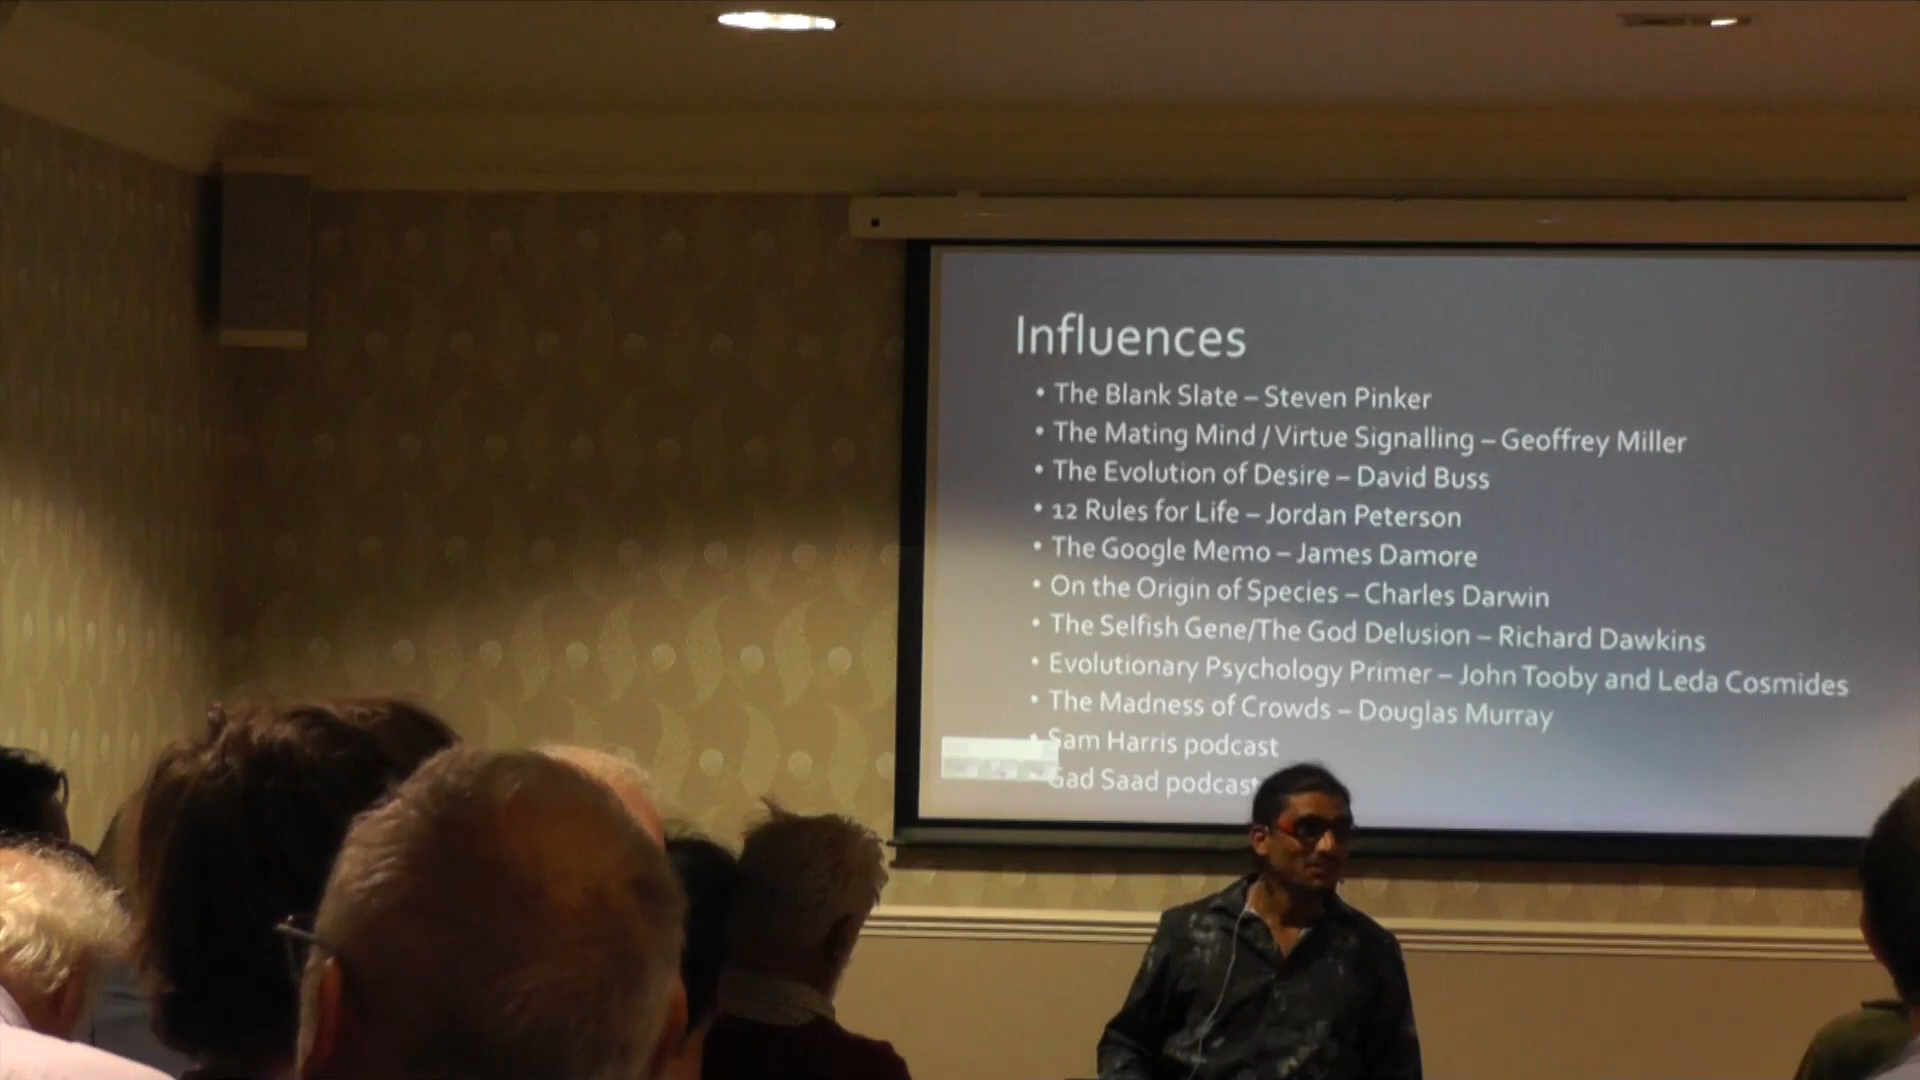 Influences
• The Blank Slate – Steven Pinker
• The Mating Mind / Virtue Signalling – Geoffrey Miller
• The Evolution of Desire – David Buss
• 12 Rules for Life – Jordan Peterson
• The Google Memo – James Damore
• On the Origin of Species – Charles Darwin
• The Selfish Gene/The God Delusion – Richard Dawkins
• Evolutionary Psychology Primer – John Tooby and Leda Cosmides
• The Madness of Crowds – Douglas Murray
• Sam Harris podcast
Gad Saad podcast